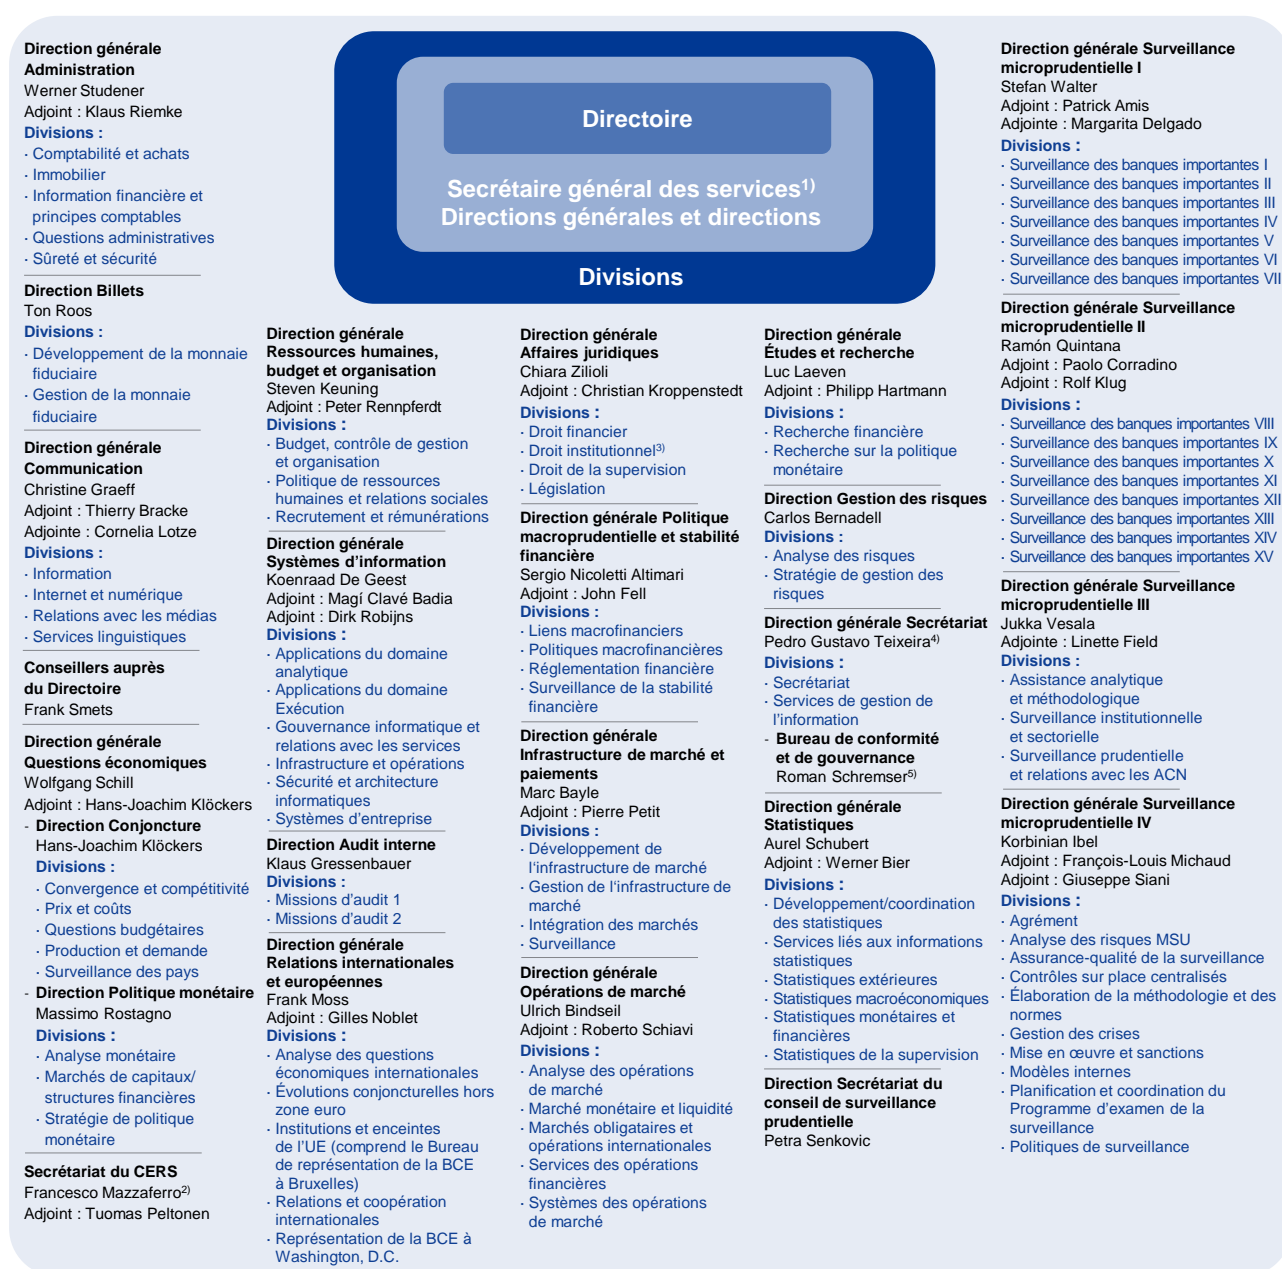 Direction générale
Administration
Werner Studener
Adjoint : Klaus Riemke
Divisions :
· Comptabilité et achats
· Immobilier
· Information financière et
principes comptables
· Questions administratives
· Sûreté et sécurité
Direction Billets
Ton Roos
Divisions :
· Développement de la monnaie
fiduciaire
· Gestion de la monnaie
fiduciaire
Direction générale
Communication
Christine Graeff
Adjoint : Thierry Bracke
Adjointe : Cornelia Lotze
Divisions :
· Information
· Internet et numérique
· Relations avec les médias
· Services linguistiques
Conseillers auprès
du Directoire
Frank Smets
Direction générale
Questions économiques
Wolfgang Schill
Adjoint : Hans-Joachim Klöckers
- Direction Conjoncture
Hans-Joachim Klöckers
Divisions :
· Convergence et compétitivité
· Prix et coûts
· Questions budgétaires
· Production et demande
· Surveillance des pays
- Direction Politique monétaire
Massimo Rostagno
Divisions :
· Analyse monétaire
· Marchés de capitaux/
structures financières
· Stratégie de politique
monétaire
Secrétariat du CERS
Francesco Mazzaferro2)
Adjoint : Tuomas Peltonen
Directoire
Secrétaire général des services1)
Directions générales et directions
Divisions
Direction générale
Ressources humaines,
budget et organisation
Steven Keuning
Adjoint : Peter Rennpferdt
Divisions :
· Budget, contrôle de gestion
et organisation
· Politique de ressources
humaines et relations sociales
· Recrutement et rémunérations
Direction générale
Systèmes d'information
Koenraad De Geest
Adjoint : Magí Clavé Badia
Adjoint : Dirk Robijns
Divisions :
· Applications du domaine
analytique
· Applications du domaine
Exécution
· Gouvernance informatique et
relations avec les services
· Infrastructure et opérations
· Sécurité et architecture
informatiques
· Systèmes d'entreprise
Direction Audit interne
Klaus Gressenbauer
Divisions :
· Missions d'audit 1
· Missions d'audit 2
Direction générale
Relations internationales
et européennes
Frank Moss
Adjoint : Gilles Noblet
Divisions :
· Analyse des questions
économiques internationales
· Évolutions conjoncturelles hors
zone euro
· Institutions et enceintes
de l'UE (comprend le Bureau
de représentation de la BCE
à Bruxelles)
· Relations et coopération
internationales
· Représentation de la BCE à
Washington, D.C.
Direction générale
Affaires juridiques
Chiara Zilioli
Adjoint : Christian Kroppenstedt
Divisions :
· Droit financier
· Droit institutionnel3)
· Droit de la supervision
· Législation
Direction générale Politique
macroprudentielle et stabilité
financière
Sergio Nicoletti Altimari
Adjoint : John Fell
Divisions :
· Liens macrofinanciers
· Politiques macrofinancières
· Réglementation financière
· Surveillance de la stabilité
financière
Direction générale
Infrastructure de marché et
paiements
Marc Bayle
Adjoint : Pierre Petit
Divisions :
· Développement de
l'infrastructure de marché
· Gestion de l'infrastructure de
marché
· Intégration des marchés
· Surveillance
Direction générale
Opérations de marché
Ulrich Bindseil
Adjoint : Roberto Schiavi
Divisions :
· Analyse des opérations
de marché
· Marché monétaire et liquidité
· Marchés obligataires et
opérations internationales
· Services des opérations
financières
· Systèmes des opérations
de marché
Direction générale
Études et recherche
Luc Laeven
Adjoint : Philipp Hartmann
Divisions :
· Recherche financière
· Recherche sur la politique
monétaire
Direction Gestion des risques
Carlos Bernadell
Divisions :
· Analyse des risques
· Stratégie de gestion des
risques
Direction générale Secrétariat
Pedro Gustavo Teixeira4)
Divisions :
· Secrétariat
· Services de gestion de
l'information
- Bureau de conformité
et de gouvernance
Roman Schremser5)
Direction générale
Statistiques
Aurel Schubert
Adjoint : Werner Bier
Divisions :
· Développement/coordination
des statistiques
· Services liés aux informations
statistiques
· Statistiques extérieures
· Statistiques macroéconomiques
· Statistiques monétaires et
financières
· Statistiques de la supervision
Direction Secrétariat du
conseil de surveillance
prudentielle
Petra Senkovic
Direction générale Surveillance
microprudentielle I
Stefan Walter
Adjoint : Patrick Amis
Adjointe : Margarita Delgado
Divisions :
· Surveillance des banques importantes I
· Surveillance des banques importantes II
· Surveillance des banques importantes III
· Surveillance des banques importantes IV
· Surveillance des banques importantes V
· Surveillance des banques importantes VI
· Surveillance des banques importantes VII
Direction générale Surveillance
microprudentielle II
Ramón Quintana
Adjoint : Paolo Corradino
Adjoint : Rolf Klug
Divisions :
· Surveillance des banques importantes VIII
· Surveillance des banques importantes IX
· Surveillance des banques importantes X
· Surveillance des banques importantes XI
· Surveillance des banques importantes XII
· Surveillance des banques importantes XIII
· Surveillance des banques importantes XIV
· Surveillance des banques importantes XV
Direction générale Surveillance
microprudentielle III
Jukka Vesala
Adjointe : Linette Field
Divisions :
· Assistance analytique
et méthodologique
· Surveillance institutionnelle
et sectorielle
· Surveillance prudentielle
et relations avec les ACN
Direction générale Surveillance
microprudentielle IV
Korbinian Ibel
Adjoint : François-Louis Michaud
Adjoint : Giuseppe Siani
Divisions :
· Agrément
· Analyse des risques MSU
· Assurance-qualité de la surveillance
· Contrôles sur place centralisés
· Élaboration de la méthodologie et des
normes
· Gestion des crises
· Mise en œuvre et sanctions
· Modèles internes
· Planification et coordination du
Programme d'examen de la
surveillance
· Politiques de surveillance